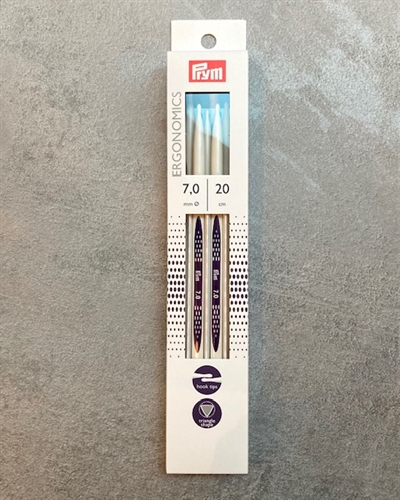 Prym
ERGONOMICS
7,0
mm Ø
20
cm
Prym 7.0
Prym 7.0
hook tips
triangle
shape